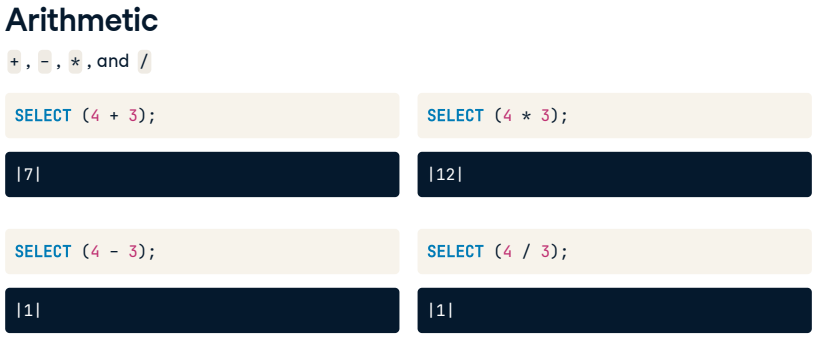 Arithmetic
+ , - , * , and /
SELECT (4 + 3);
SELECT (4 * 3);
|7|
|12|
SELECT (4 - 3);
SELECT (4 / 3);
|1|
|1|